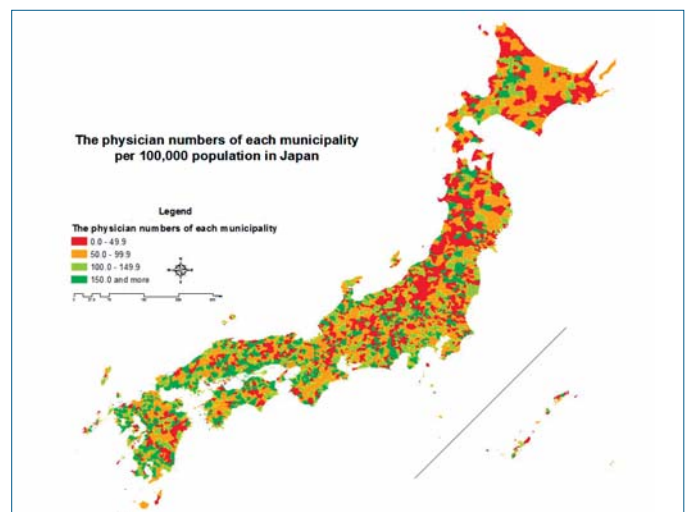 The physician numbers of each municipality
per 100,000 population in Japan
Legend
The physician numbers of each municipality
0.0 - 49.9
50.0 - 99.9
100.0 - 149.9
150.0 and more